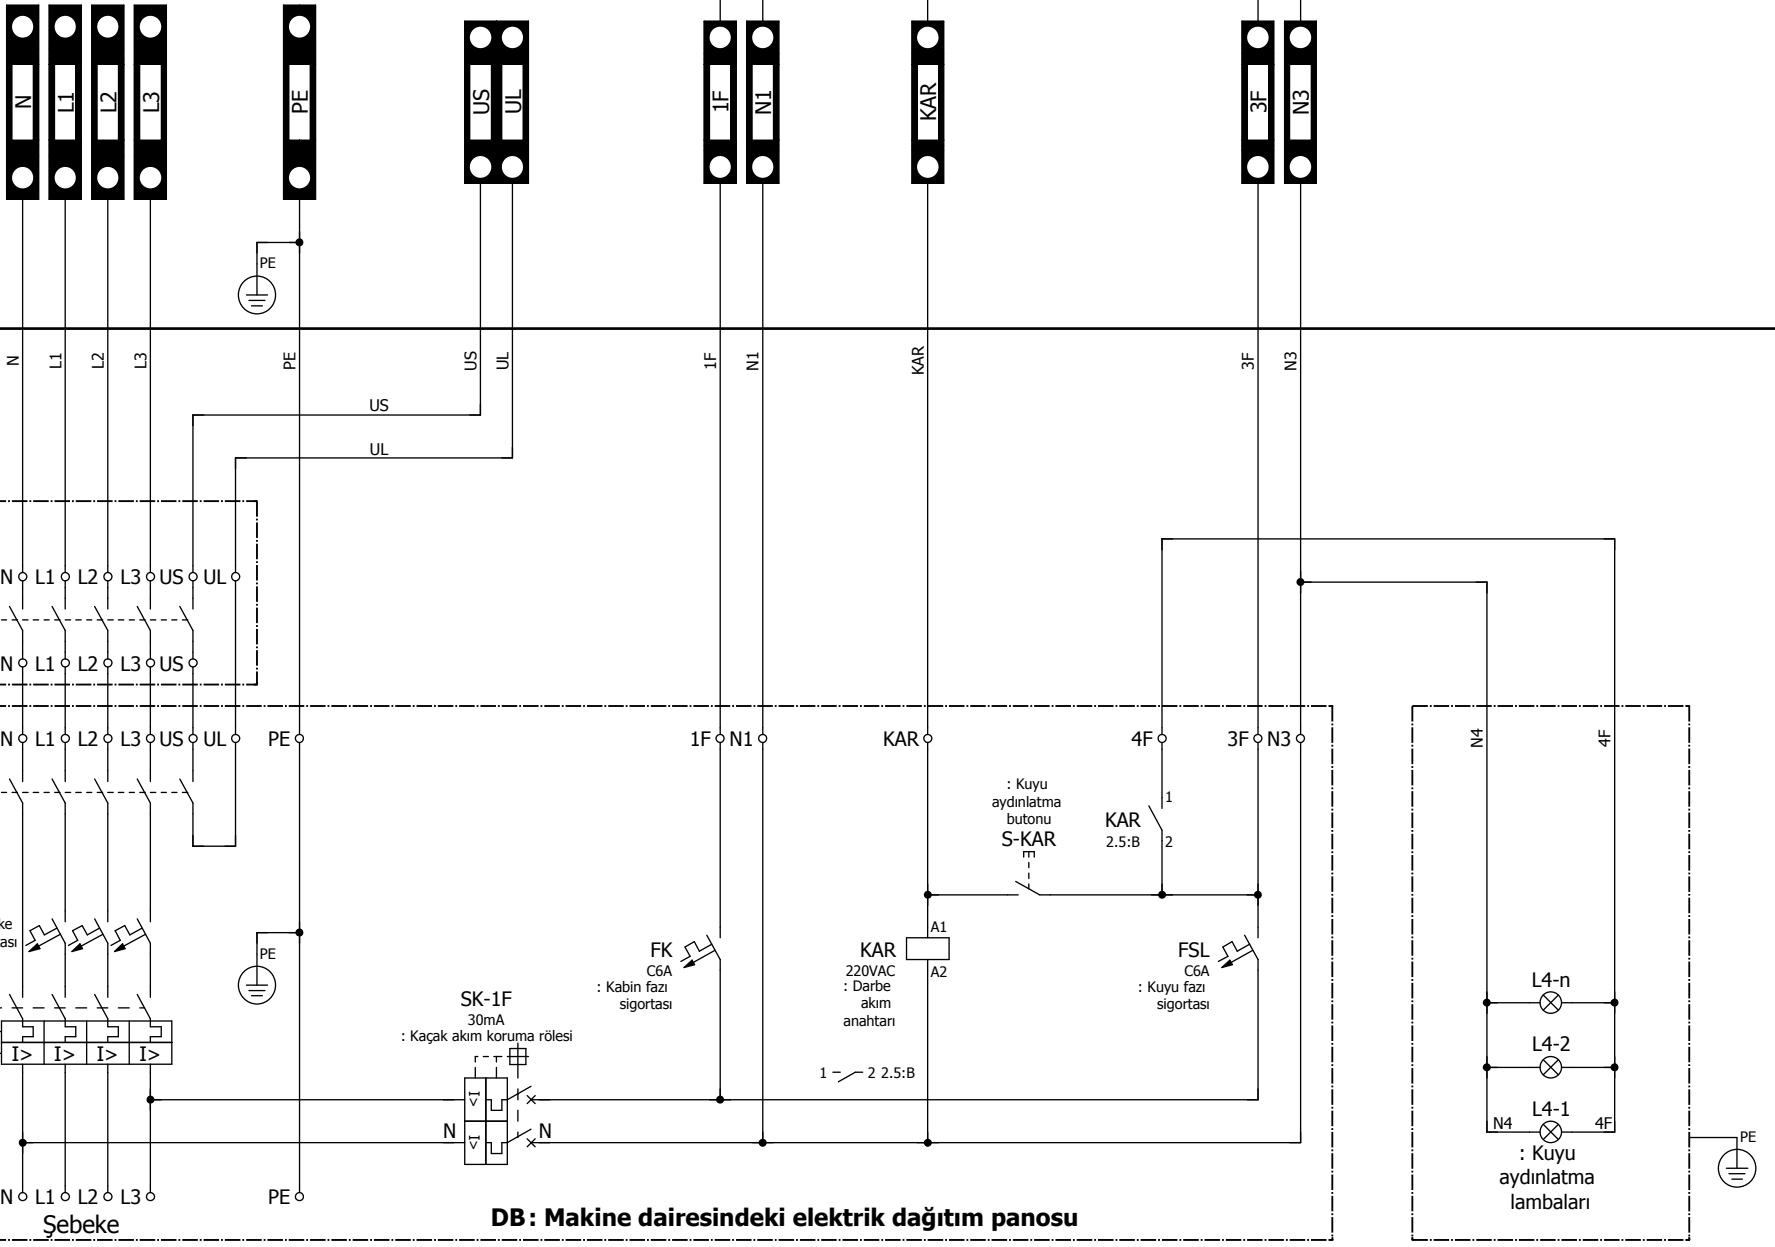 N L1 L2 L3 PE US UL 1F N1 KAR 3F N3
PE
N L1 L2 L3 PE US UL 1F N1 KAR 3F N3
US
UL
N L1 L2 L3 US UL
N L1 L2 L3 US
N L1 L2 L3 US UL PE 1F N1 KAR 4F 3F N3 N4 4F
: Kuyu
aydınlatma
butonu
S-KAR
KAR
2.5:B
1
2
ke
ası
PE
FK
C6A
: Kabin fazı
sigortası
KAR
220VAC
: Darbe
akım
anahtarı
A1
A2
1 2 2.5:B
FSL
C6A
: Kuyu fazı
sigortası
SK-1F
30mA
: Kaçak akım koruma rölesi
I> I> I> I>
I>
N I> N
L4-n
L4-2
L4-1
N4 4F
: Kuyu
aydınlatma
lambaları
PE
N L1 L2 L3 PE
Şebeke
DB: Makine dairesindeki elektrik dağıtım panosu